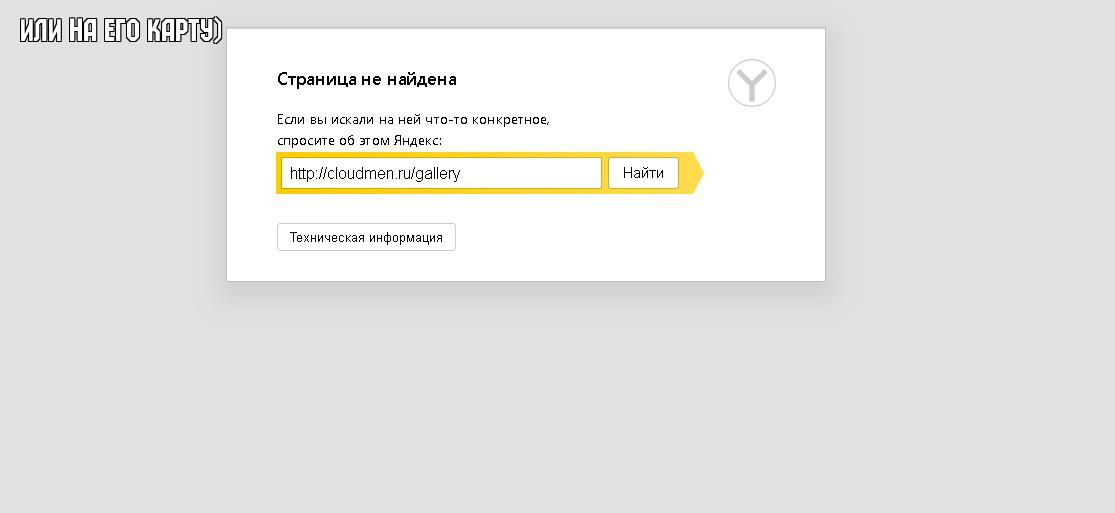 ИЛИ НА ЕГО КАРТУ)
Страница не найдена
Если вы искали на ней что-то конкретное,
спросите об этом Яндекс:
http://cloudmen.ru/gallery
Найти
Техническая информация